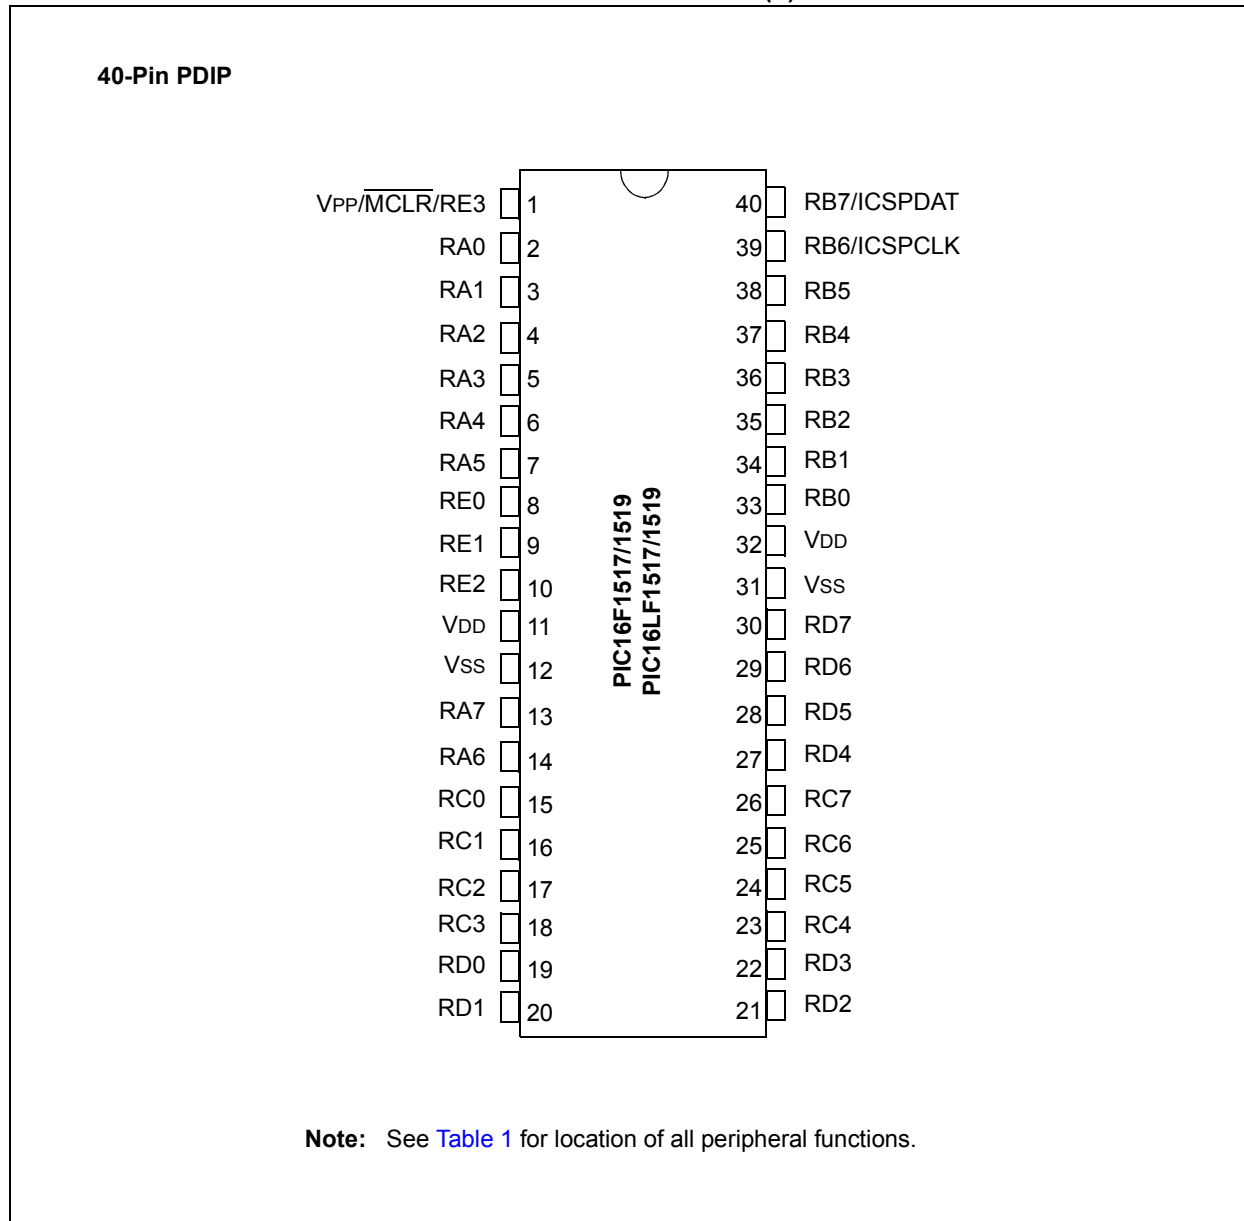 40-Pin PDIP
VPP/MCLR/RE3 1 40 RB7/ICSPDAT
RA0 2 39 RB6/ICSPCLK
RA1 3 38 RB5
RA2 4 37 RB4
RA3 5 36 RB3
RA4 6 35 RB2
RA5 7 34 RB1
RE0 8 33 RB0
RE1 9 32 VDD
RE2 10 31 VSS
VDD 11 30 RD7
VSS 12 29 RD6
RA7 13 28 RD5
RA6 14 27 RD4
RC0 15 26 RC7
RC1 16 25 RC6
RC2 17 24 RC5
RC3 18 23 RC4
RD0 19 22 RD3
RD1 20 21 RD2
PIC16F1517/1519
PIC16LF1517/1519
Note: See Table 1 for location of all peripheral functions.